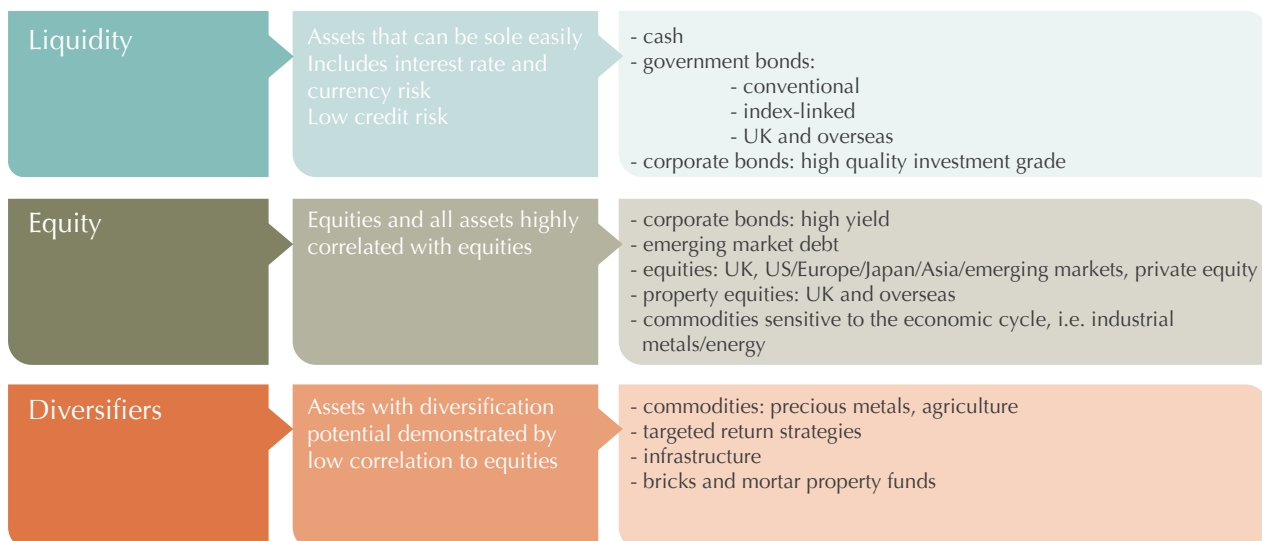 Liquidity
Assets that can be sole easily
Includes interest rate and
currency risk
Low credit risk
- cash
- government bonds:
- conventional
- index-linked
- UK and overseas
- corporate bonds: high quality investment grade
Equity
Equities and all assets highly
correlated with equities
- corporate bonds: high yield
- emerging market debt
- equities: UK, US/Europe/Japan/Asia/emerging markets, private equity
- property equities: UK and overseas
- commodities sensitive to the economic cycle, i.e. industrial
metals/energy
Diversifiers
Assets with diversification
potential demonstrated by
low correlation to equities
- commodities: precious metals, agriculture
- targeted return strategies
- infrastructure
- bricks and mortar property funds